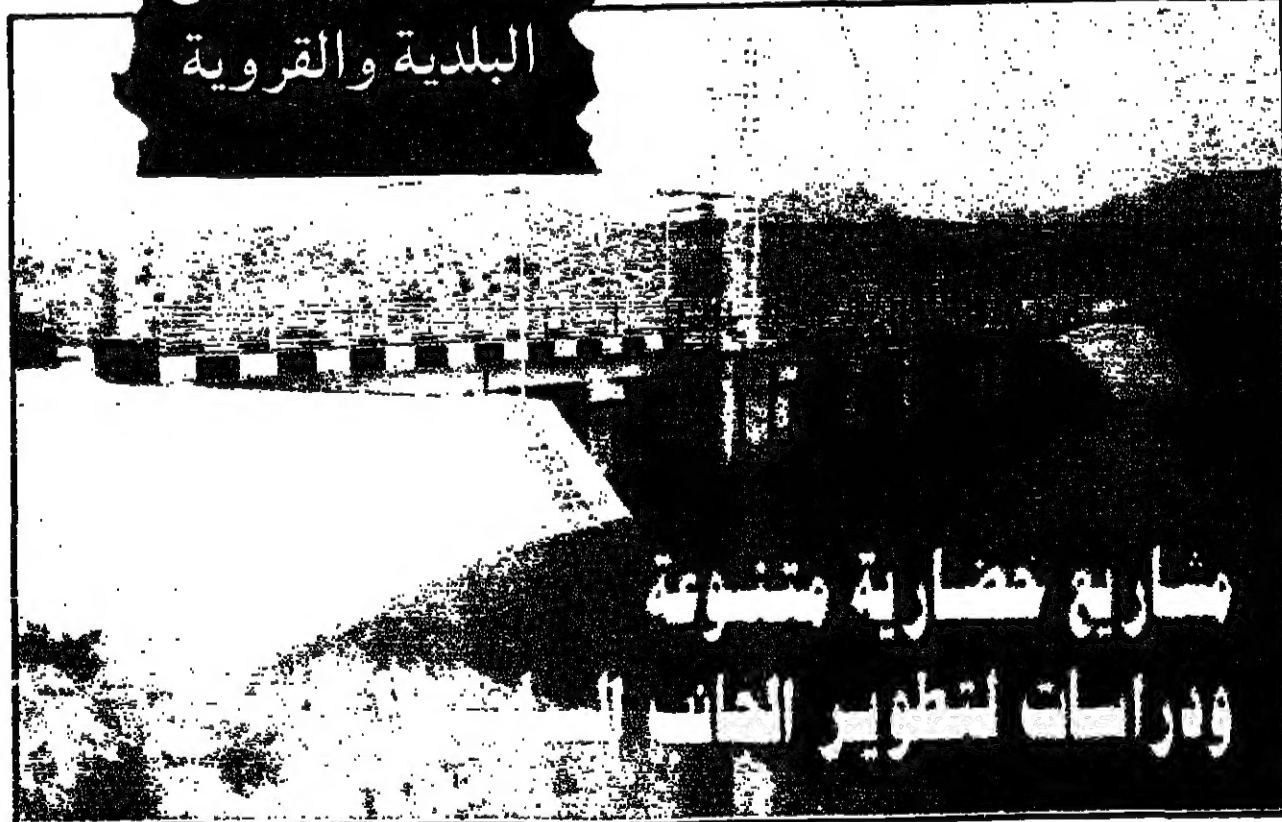 البلدية والقروية
مشاريع حضارية متنوعة
ودراسات لتطوير الجانب